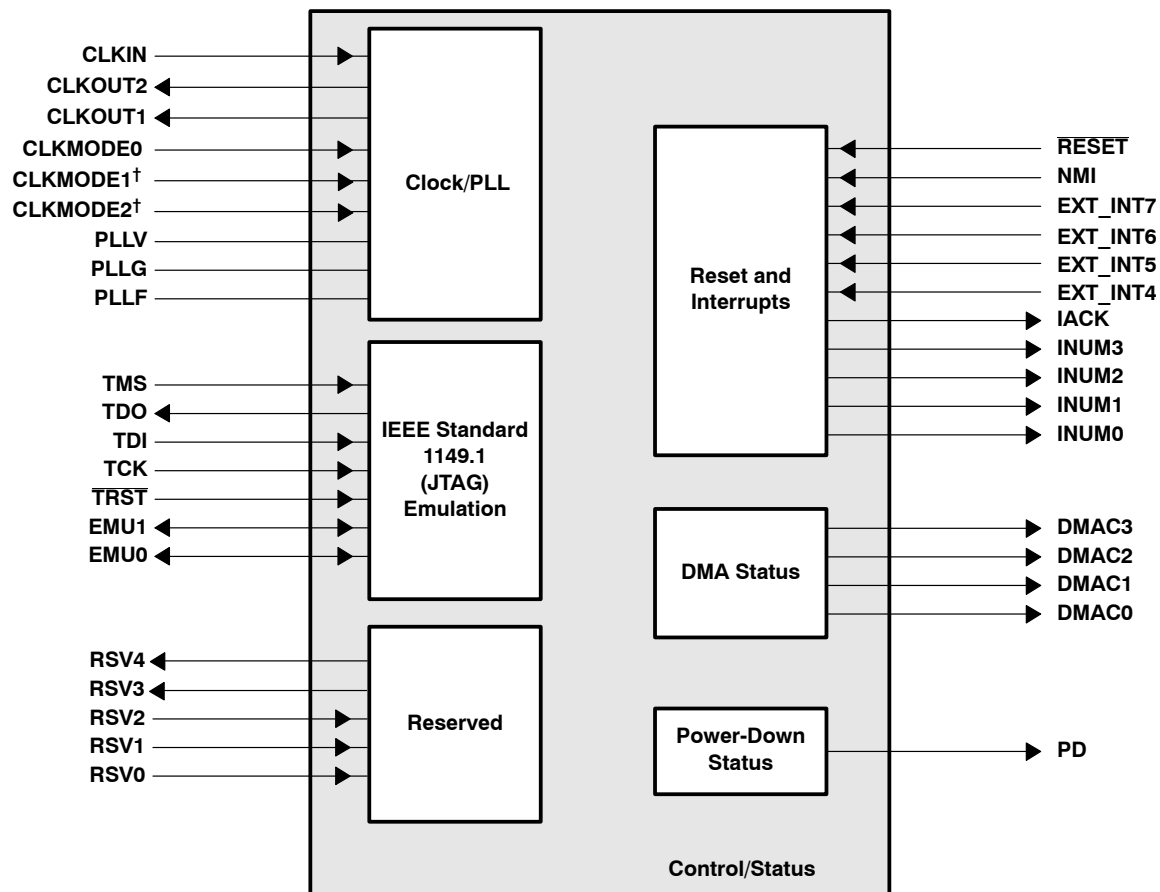 CLKIN
CLKOUT2
CLKOUT1
CLKMODE0
CLKMODE1†
CLKMODE2†
PLLV
PLLG
PLLF
Clock/PLL
TMS
TDO
TDI
TCK
TRST
EMU1
EMU0
IEEE Standard
1149.1
(JTAG)
Emulation
RSV4
RSV3
RSV2
RSV1
RSV0
Reserved
Reset and
Interrupts
RESET
NMI
EXT_INT7
EXT_INT6
EXT_INT5
EXT_INT4
IACK
INUM3
INUM2
INUM1
INUM0
DMA Status
DMAC3
DMAC2
DMAC1
DMAC0
Power-Down
Status
PD
Control/Status